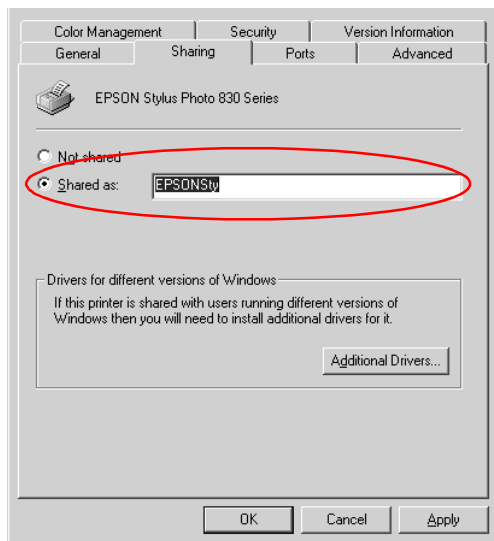 Color Management Security Version Information
General Sharing Ports Advanced
EPSON Stylus Photo 830 Series
Not shared
Shared as: EPSONSty
Drivers for different versions of Windows
If this printer is shared with users running different versions of
Windows then you will need to install additional drivers for it.
Additional Drivers...
OK Cancel Apply